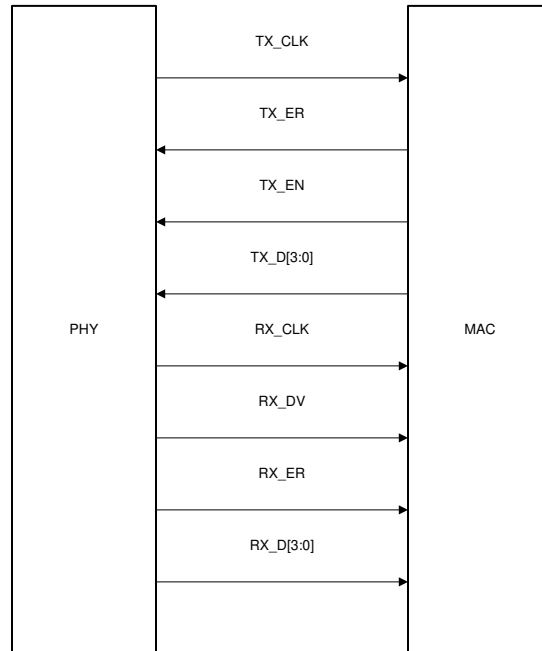 TX_CLK
TX_ER
TX_EN
TX_D[3:0]
PHY
RX_CLK
MAC
RX_DV
RX_ER
RX_D[3:0]